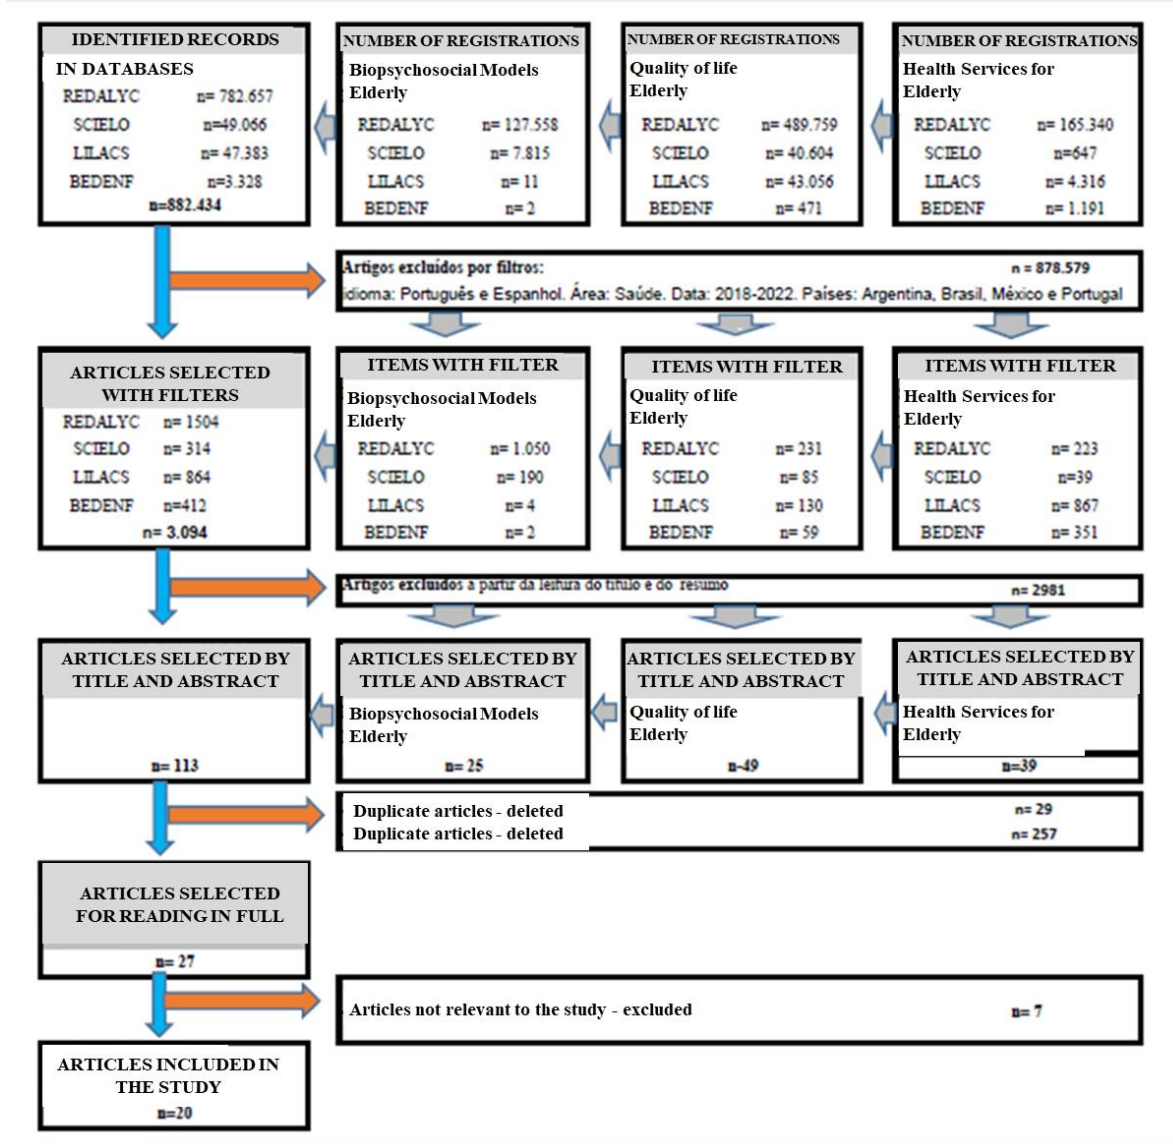 IDENTIFIED RECORDS
IN DATABASES
REDALYC n= 782.657
SCIELO n=49.066
LILACS n= 47.383
BEDENF n=3.328
n=882.434
NUMBER OF REGISTRATIONS
Biopsychosocial Models
Elderly
REDALYC n= 127.558
SCIELO n= 7.815
LILACS n= 11
BEDENF n= 2
NUMBER OF REGISTRATIONS
Quality of life
Elderly
REDALYC n= 489.759
SCIELO n= 40.604
LILACS n= 43.056
BEDENF n= 471
NUMBER OF REGISTRATIONS
Health Services for
Elderly
REDALYC n= 165.340
SCIELO n=647
LILACS n= 4.316
BEDENF n= 1.191
Artigos excluídos por filtros: n = 878.579
idioma: Português e Espanhol. Área: Saúde. Data: 2018-2022. Países: Argentina, Brasil, México e Portugal
ARTICLES SELECTED
WITH FILTERS
REDALYC n= 1504
SCIELO n= 314
LILACS n= 864
BEDENF n=412
n= 3.094
ITEMS WITH FILTER
Biopsychosocial Models
Elderly
REDALYC n= 1.050
SCIELO n= 190
LILACS n= 4
BEDENF n= 2
ITEMS WITH FILTER
Quality of life
Elderly
REDALYC n= 231
SCIELO n= 85
LILACS n= 130
BEDENF n= 59
ITEMS WITH FILTER
Health Services for
Elderly
REDALYC n= 223
SCIELO n=39
LILACS n= 867
BEDENF n= 351
Artigos excluídos a partir da leitura do título e do resumo n= 2981
ARTICLES SELECTED BY
TITLE AND ABSTRACT
n= 113
ARTICLES SELECTED BY
TITLE AND ABSTRACT
Biopsychosocial Models
Elderly
n= 25
ARTICLES SELECTED BY
TITLE AND ABSTRACT
Quality of life
Elderly
n-49
ARTICLES SELECTED BY
TITLE AND ABSTRACT
Health Services for
Elderly
n=39
Duplicate articles - deleted n= 29
Duplicate articles - deleted n= 257
ARTICLES SELECTED
FOR READING IN FULL
n= 27
Articles not relevant to the study - excluded n= 7
ARTICLES INCLUDED IN
THE STUDY
n=20